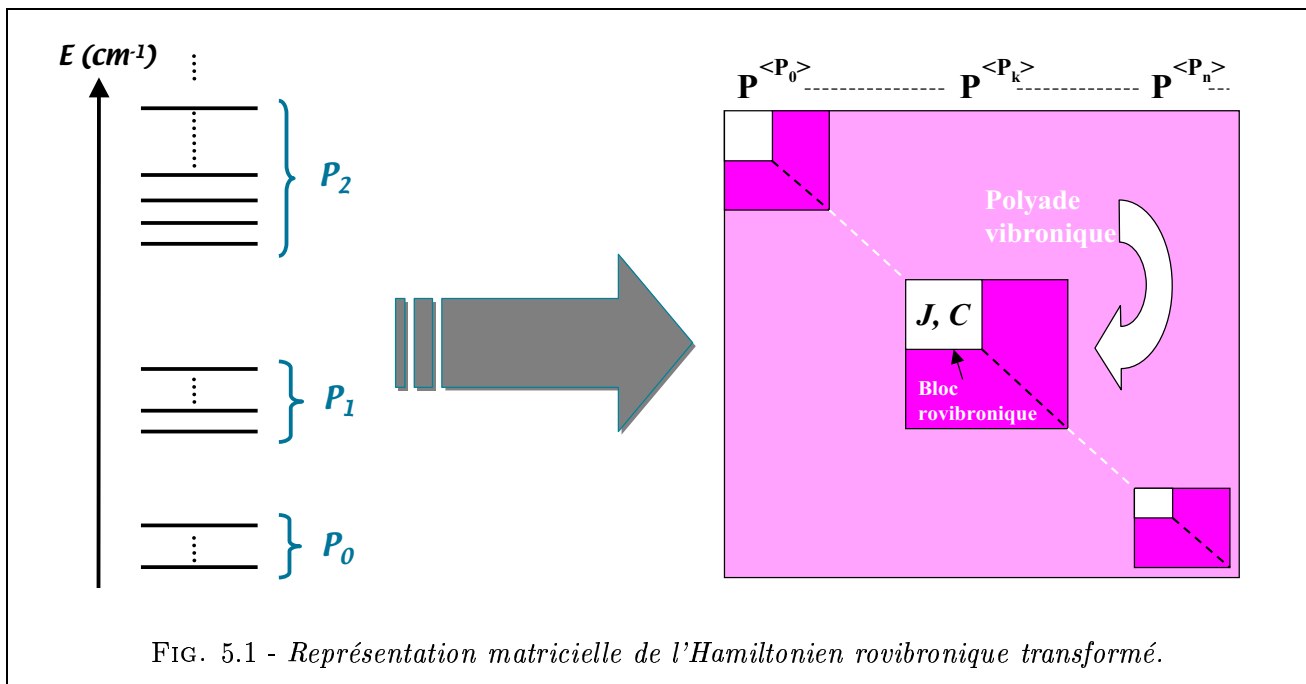 E (cm-1)
P2
P1
P0
P<P0> ---------------- P<Pk> ---------------- P<Pn> ----
Polyade
vibronique
J, C
Bloc
rovibronique
FIG. 5.1 - Représentation matricielle de l'Hamiltonien rovibronique transformé.